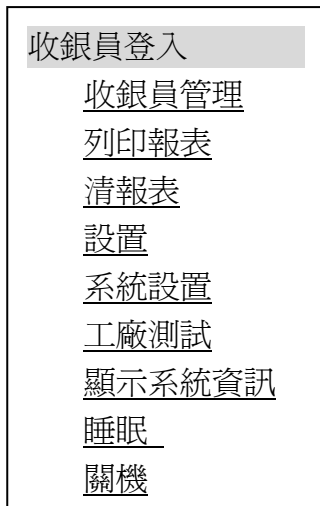 收銀員登入
收銀員管理
列印報表
清報表
設置
系統設置
工廠測試
顯示系統資訊
睡眠
關機